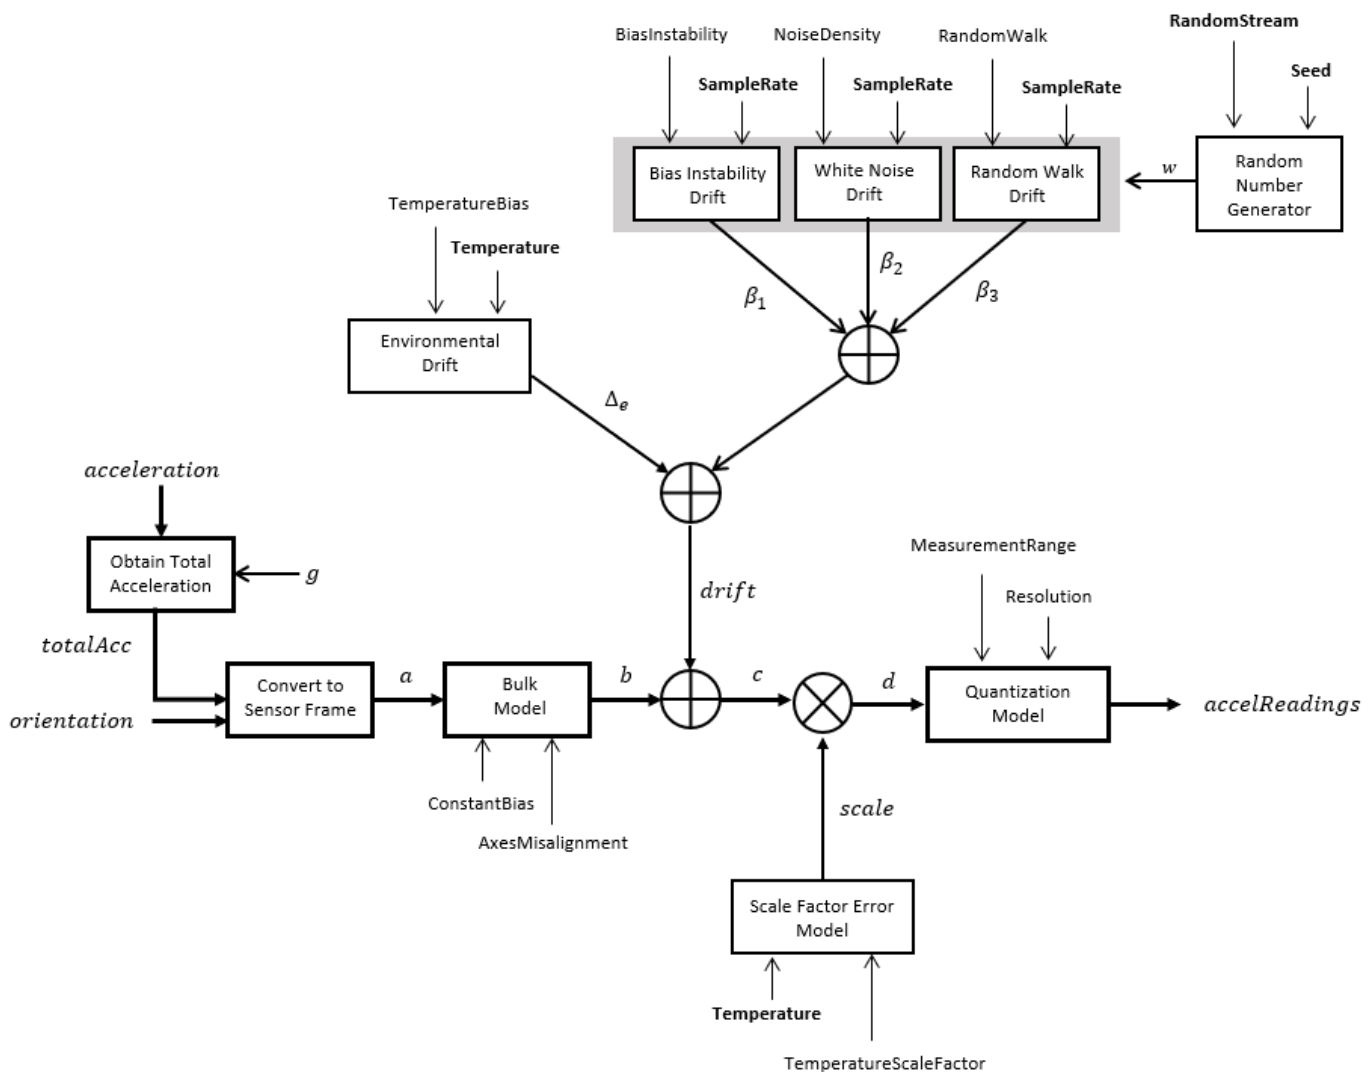 RandomStream
BiasInstability
NoiseDensity
RandomWalk
Seed
SampleRate
SampleRate
SampleRate
Bias Instability
Drift
White Noise
Drift
Random Walk
Drift
w
Random
Number
Generator
TemperatureBias
Temperature
β₁
β₂
β₃
Environmental
Drift
Δₑ
acceleration
Obtain Total
Acceleration
g
MeasurementRange
Resolution
drift
totalAcc
orientation
Convert to
Sensor Frame
a
Bulk
Model
b
c
d
Quantization
Model
accelReadings
ConstantBias
AxesMisalignment
scale
Scale Factor Error
Model
Temperature
TemperatureScaleFactor